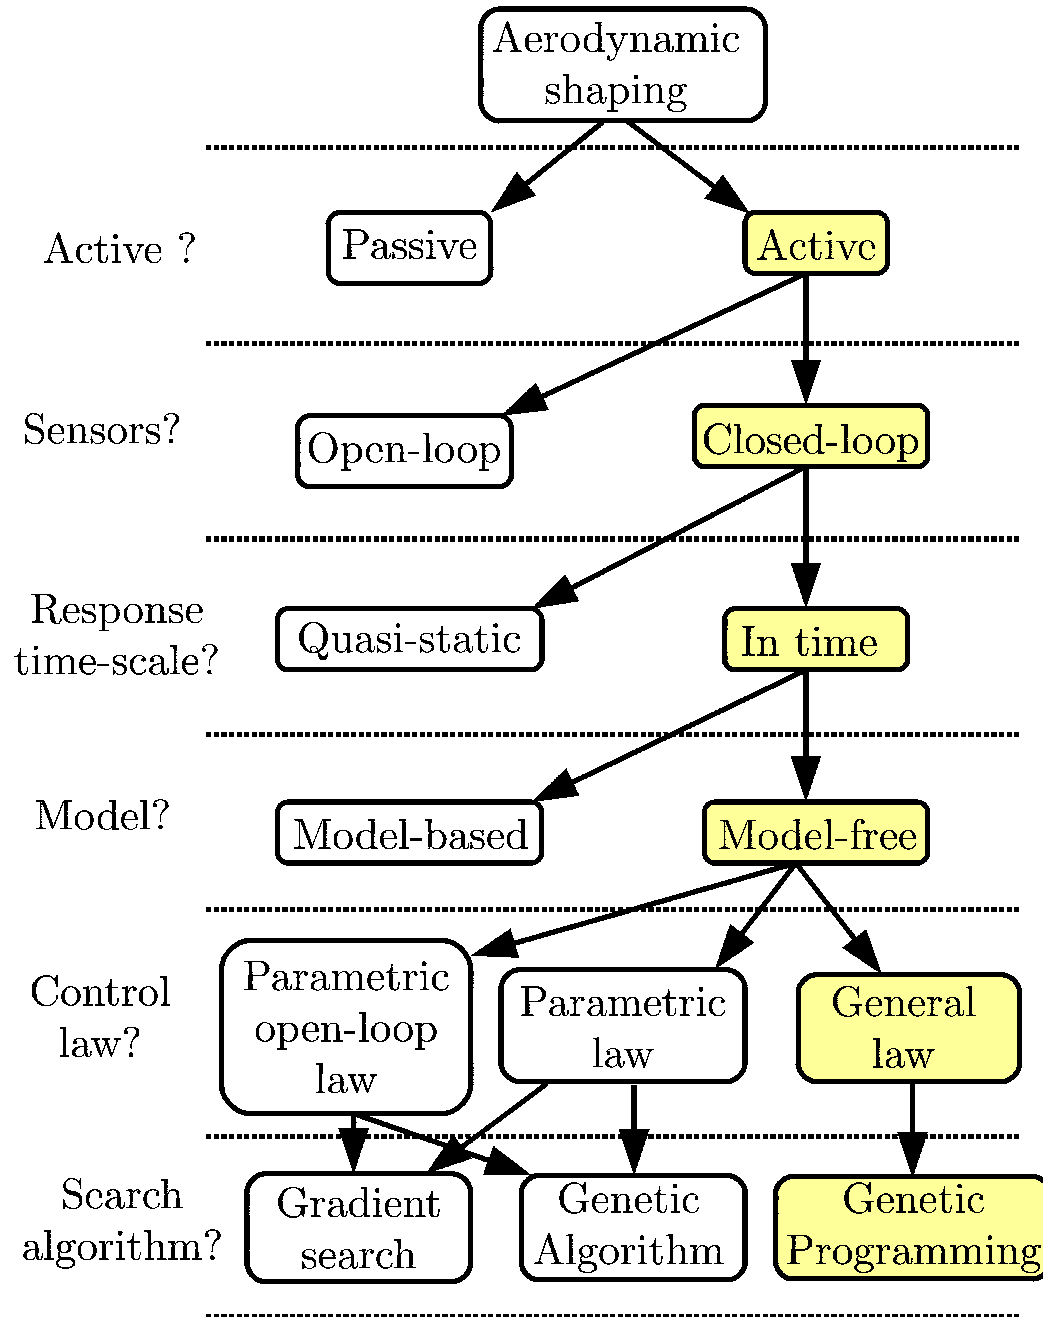 Aerodynamic
shaping
Active ?
Passive
Active
Sensors?
Open-loop
Closed-loop
Response
time-scale?
Quasi-static
In time
Model?
Model-based
Model-free
Control
law?
Parametric
open-loop
law
Parametric
law
General
law
Search
algorithm?
Gradient
search
Genetic
Algorithm
Genetic
Programming